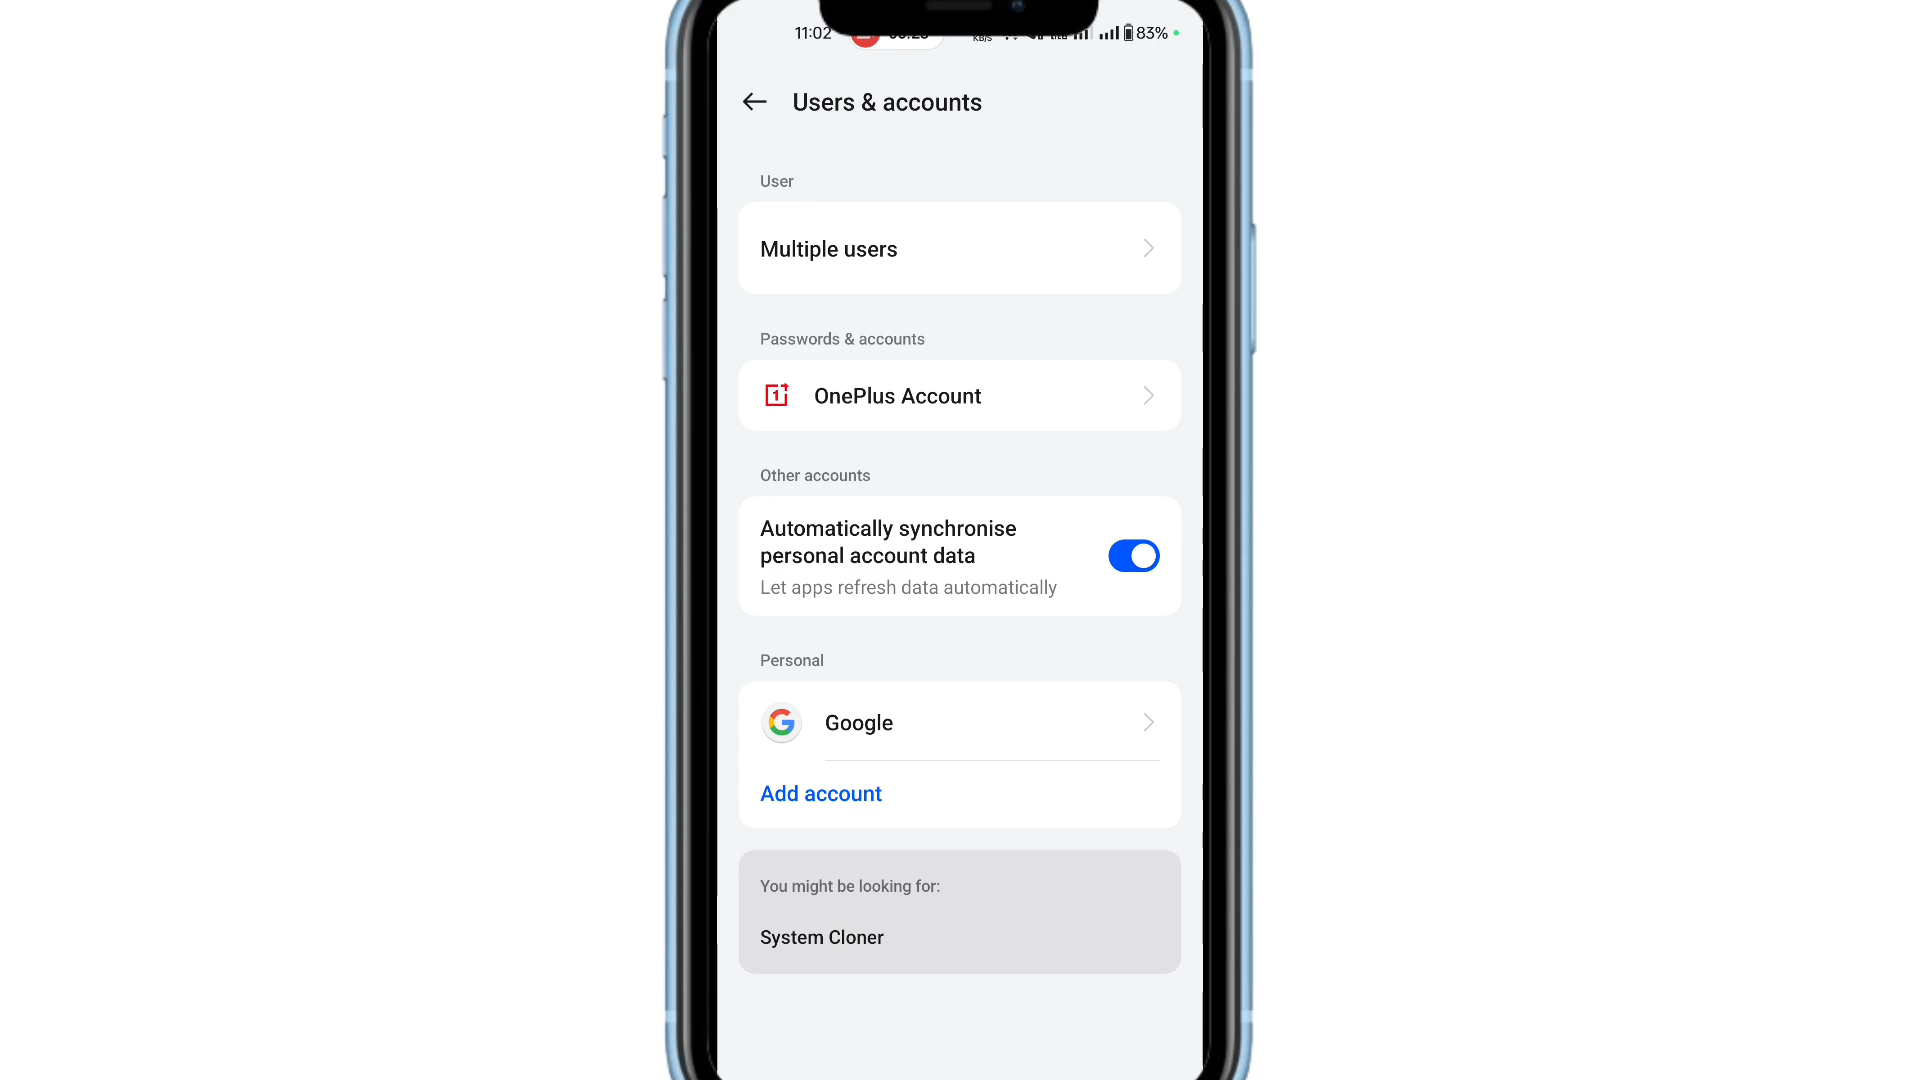 11:02
83%
Users & accounts
User
Multiple users
Passwords & accounts
OnePlus Account
Other accounts
Automatically synchronise
personal account data
Let apps refresh data automatically
Personal
Google
Add account
You might be looking for:
System Cloner